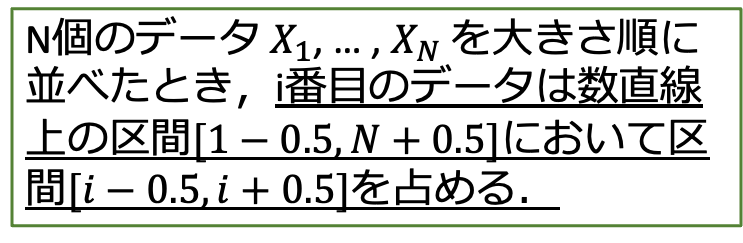 N個のデータ X₁, … , X_N を大きさ順に
並べたとき，i番目のデータは数直線
上の区間[1 − 0.5, N + 0.5]において区
間[i − 0.5, i + 0.5]を占める．